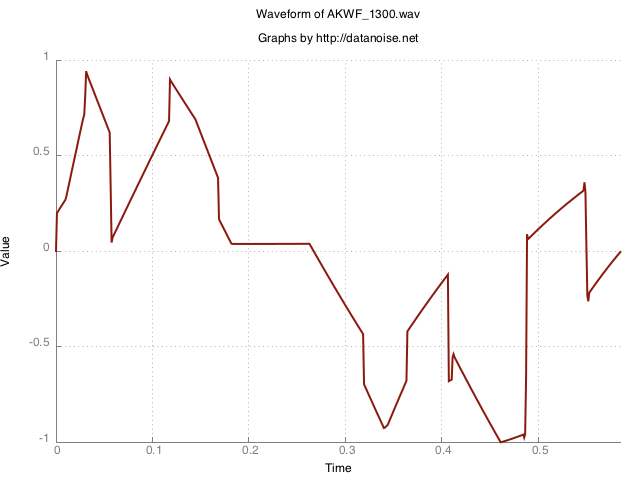 Waveform of AKWF_1300.wav
Graphs by http://datanoise.net
1
0.5
0
-0.5
-1
Value
0 0.1 0.2 0.3 0.4 0.5
Time